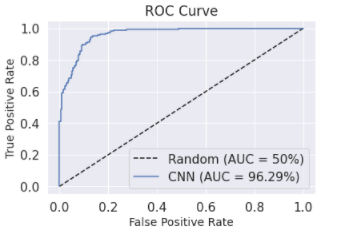 ROC Curve
True Positive Rate
1.0
0.8
0.6
0.4
0.2
0.0
Random (AUC = 50%)
CNN (AUC = 96.29%)
0.0 0.2 0.4 0.6 0.8 1.0
False Positive Rate